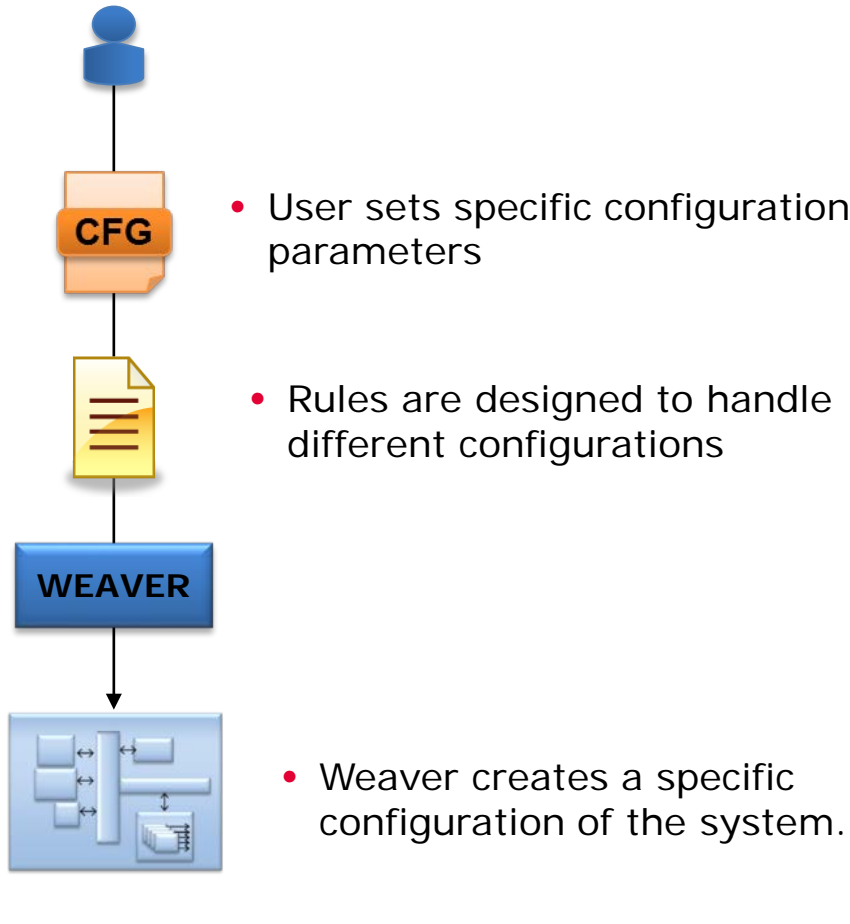 CFG
• User sets specific configuration
parameters
• Rules are designed to handle
different configurations
WEAVER
• Weaver creates a specific
configuration of the system.